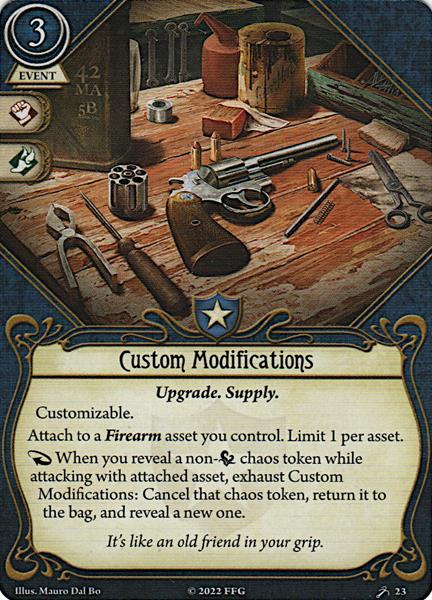 3
EVENT
42
MA
5B
Custom Modifications
Upgrade. Supply.
Customizable.
Attach to a Firearm asset you control. Limit 1 per asset.
When you reveal a non- chaos token while
attacking with attached asset, exhaust Custom
Modifications: Cancel that chaos token, return it to
the bag, and reveal a new one.
It's like an old friend in your grip.
Illus. Mauro Dal Bo
© 2022 FFG
23